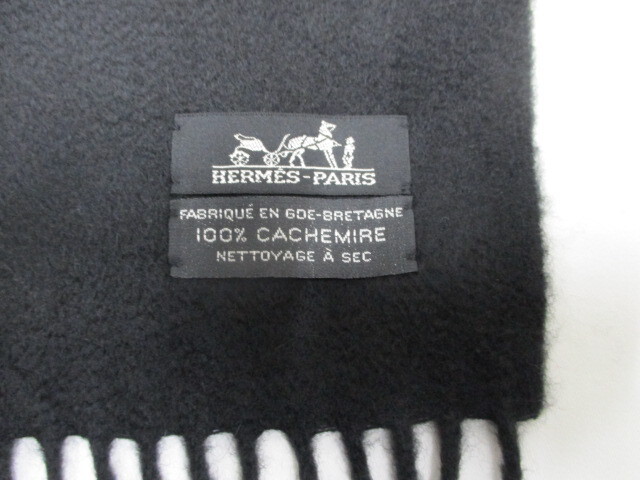 HERMÈS-PARIS
FABRIQUÉ EN GDE-BRETAGNE
100% CACHEMIRE
NETTOYAGE À SEC